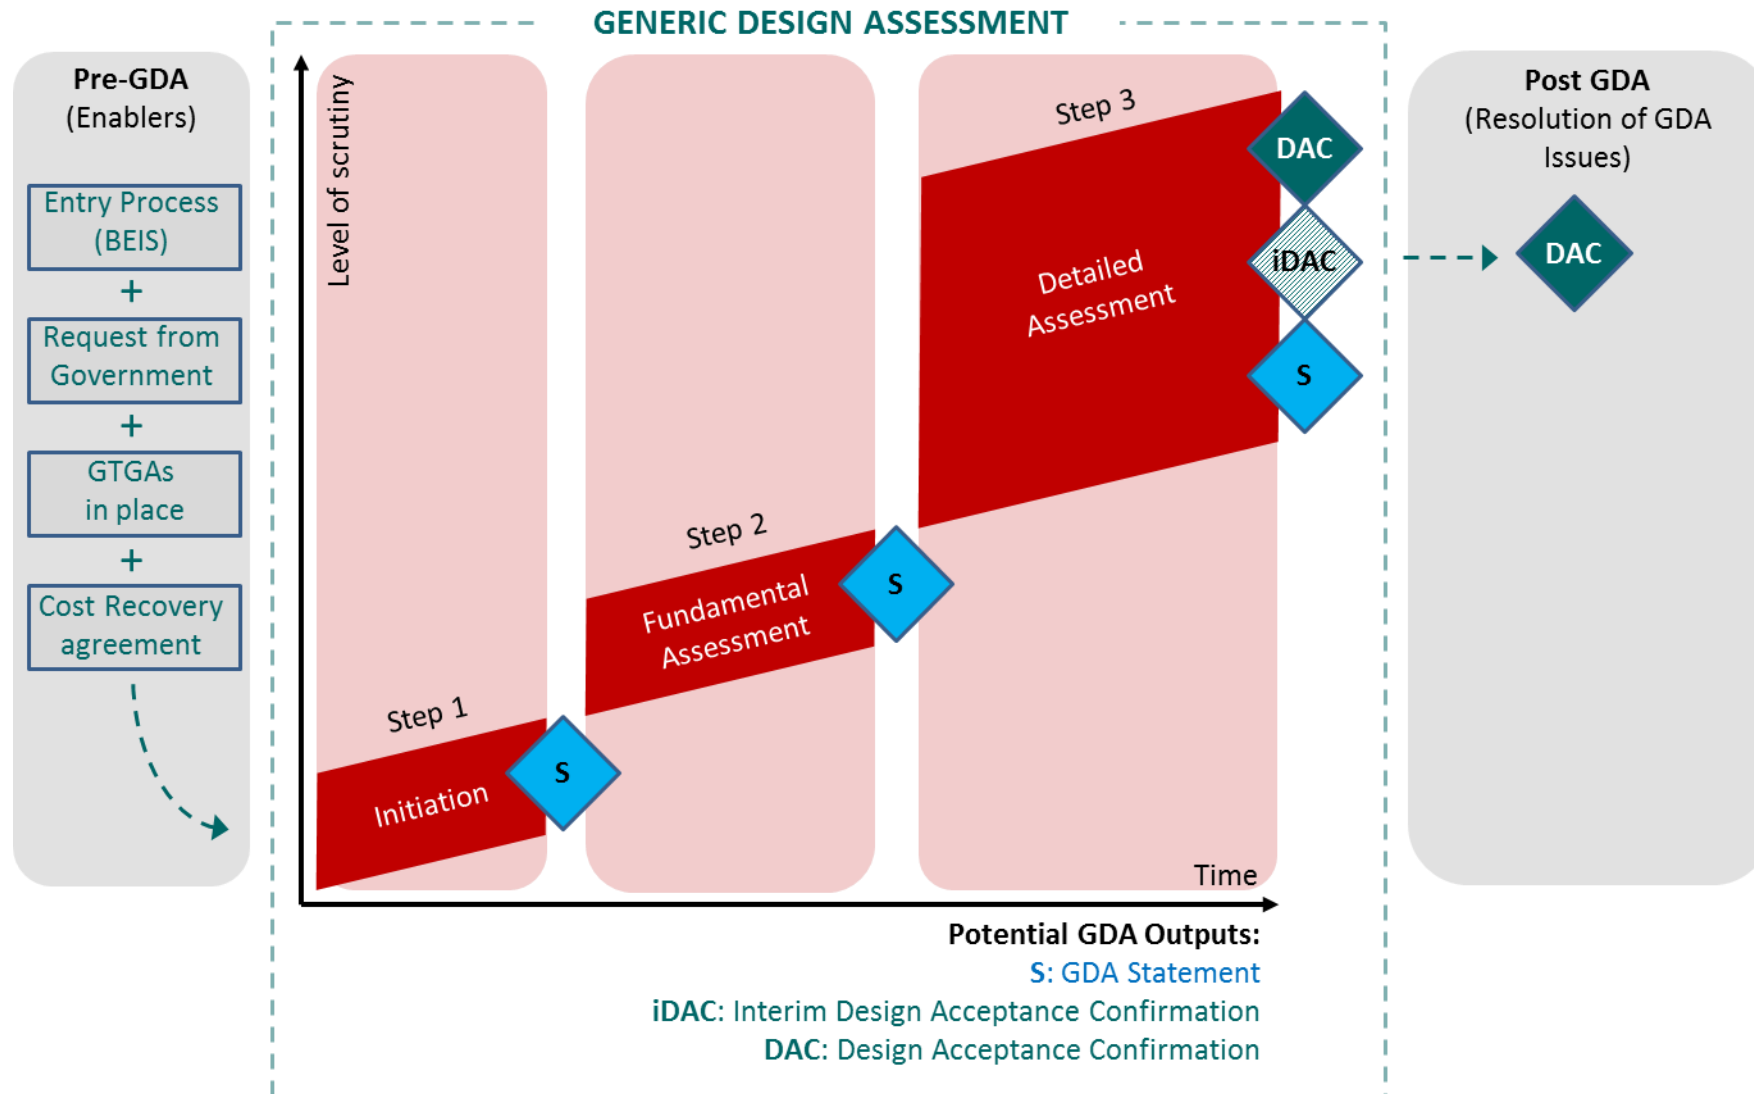 GENERIC DESIGN ASSESSMENT
Pre-GDA
(Enablers)
Entry Process
(BEIS)
+
Request from
Government
+
GTGAs
in place
+
Cost Recovery
agreement
Level of scrutiny
Step 1
Initiation
S
Step 2
Fundamental
Assessment
S
Step 3
Detailed
Assessment
DAC
iDAC
S
Time
Post GDA
(Resolution of GDA
Issues)
DAC
Potential GDA Outputs:
S: GDA Statement
iDAC: Interim Design Acceptance Confirmation
DAC: Design Acceptance Confirmation